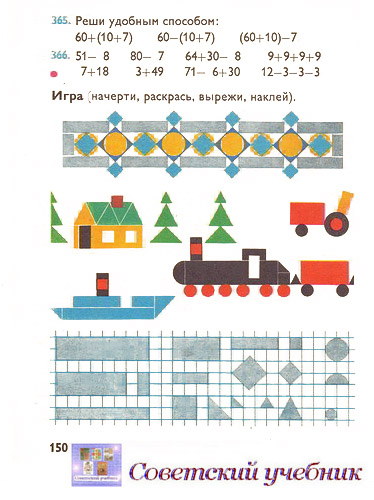 365. Реши удобным способом:
60+(10+7) 60−(10+7) (60+10)−7
366. 51− 8 80− 7 64+30− 8 9+9+9+9
7+18 3+49 71− 6+30 12−3−3−3
Игра (начерти, раскрась, вырежи, наклей).
150
Советский учебник